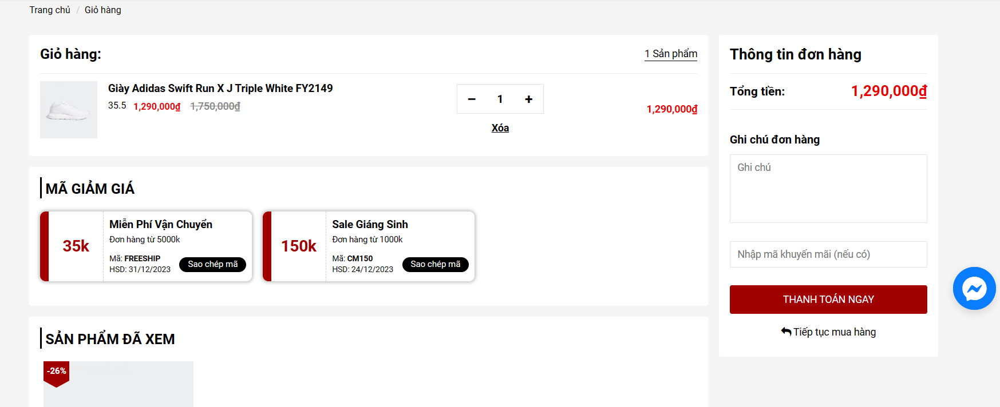 Trang chủ / Giỏ hàng
Giỏ hàng:
1 Sản phẩm
Giày Adidas Swift Run X J Triple White FY2149
35.5 1,290,000₫ 1,750,000₫
− 1 +
Xóa
1,290,000₫
MÃ GIẢM GIÁ
35k
Miễn Phí Vận Chuyển
Đơn hàng từ 5000k
Mã: FREESHIP
HSD: 31/12/2023
Sao chép mã
150k
Sale Giáng Sinh
Đơn hàng từ 1000k
Mã: CM150
HSD: 24/12/2023
Sao chép mã
SẢN PHẨM ĐÃ XEM
-26%
Thông tin đơn hàng
Tổng tiền: 1,290,000₫
Ghi chú đơn hàng
Ghi chú
Nhập mã khuyến mãi (nếu có)
THANH TOÁN NGAY
Tiếp tục mua hàng